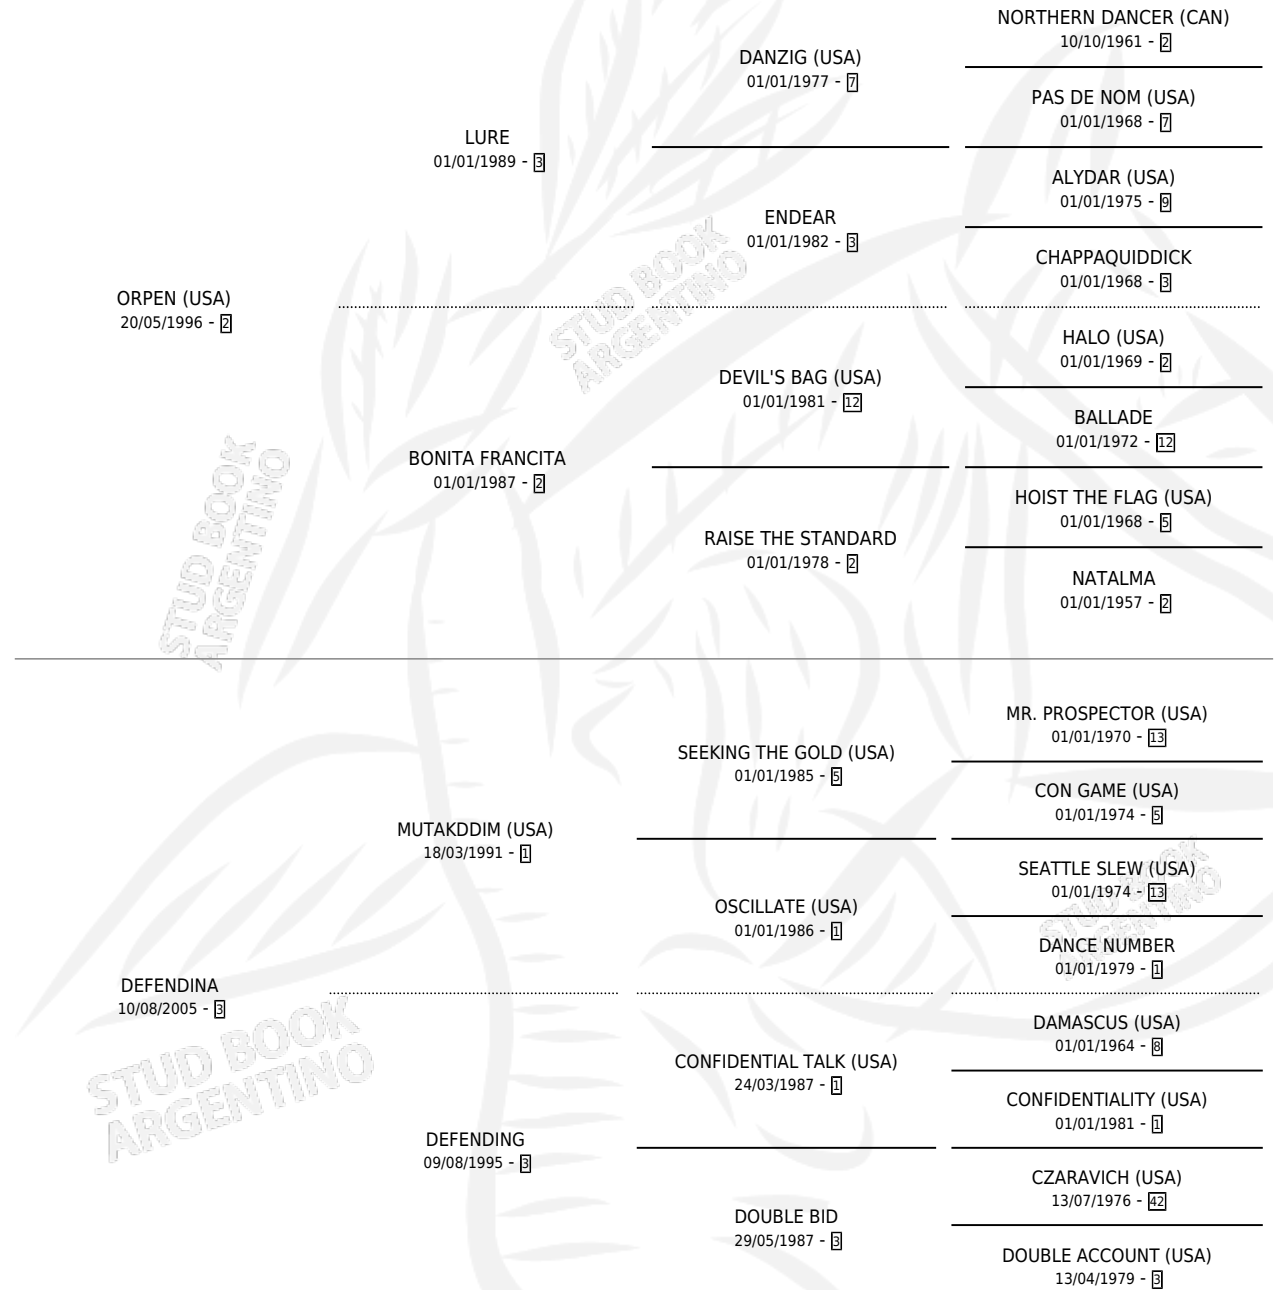 NORTHERN DANCER (CAN)
10/10/1961 - 2
DANZIG (USA)
01/01/1977 - 7
PAS DE NOM (USA)
01/01/1968 - 7
LURE
01/01/1989 - 3
ALYDAR (USA)
01/01/1975 - 9
ENDEAR
01/01/1982 - 3
CHAPPAQUIDDICK
01/01/1968 - 3
ORPEN (USA)
20/05/1996 - 2
HALO (USA)
01/01/1969 - 2
DEVIL'S BAG (USA)
01/01/1981 - 12
BALLADE
01/01/1972 - 12
BONITA FRANCITA
01/01/1987 - 2
HOIST THE FLAG (USA)
01/01/1968 - 5
RAISE THE STANDARD
01/01/1978 - 2
NATALMA
01/01/1957 - 2
MR. PROSPECTOR (USA)
01/01/1970 - 13
SEEKING THE GOLD (USA)
01/01/1985 - 5
CON GAME (USA)
01/01/1974 - 5
MUTAKDDIM (USA)
18/03/1991 - 1
SEATTLE SLEW (USA)
01/01/1974 - 13
OSCILLATE (USA)
01/01/1986 - 1
DANCE NUMBER
01/01/1979 - 1
DEFENDINA
10/08/2005 - 3
DAMASCUS (USA)
01/01/1964 - 8
CONFIDENTIAL TALK (USA)
24/03/1987 - 1
CONFIDENTIALITY (USA)
01/01/1981 - 1
DEFENDING
09/08/1995 - 3
CZARAVICH (USA)
13/07/1976 - 42
DOUBLE BID
29/05/1987 - 3
DOUBLE ACCOUNT (USA)
13/04/1979 - 3
STUD BOOK
ARGENTINO
STUD BOOK
ARGENTINO
STUD BOOK
ARGENTINO
STUD BOOK
ARGENTINO